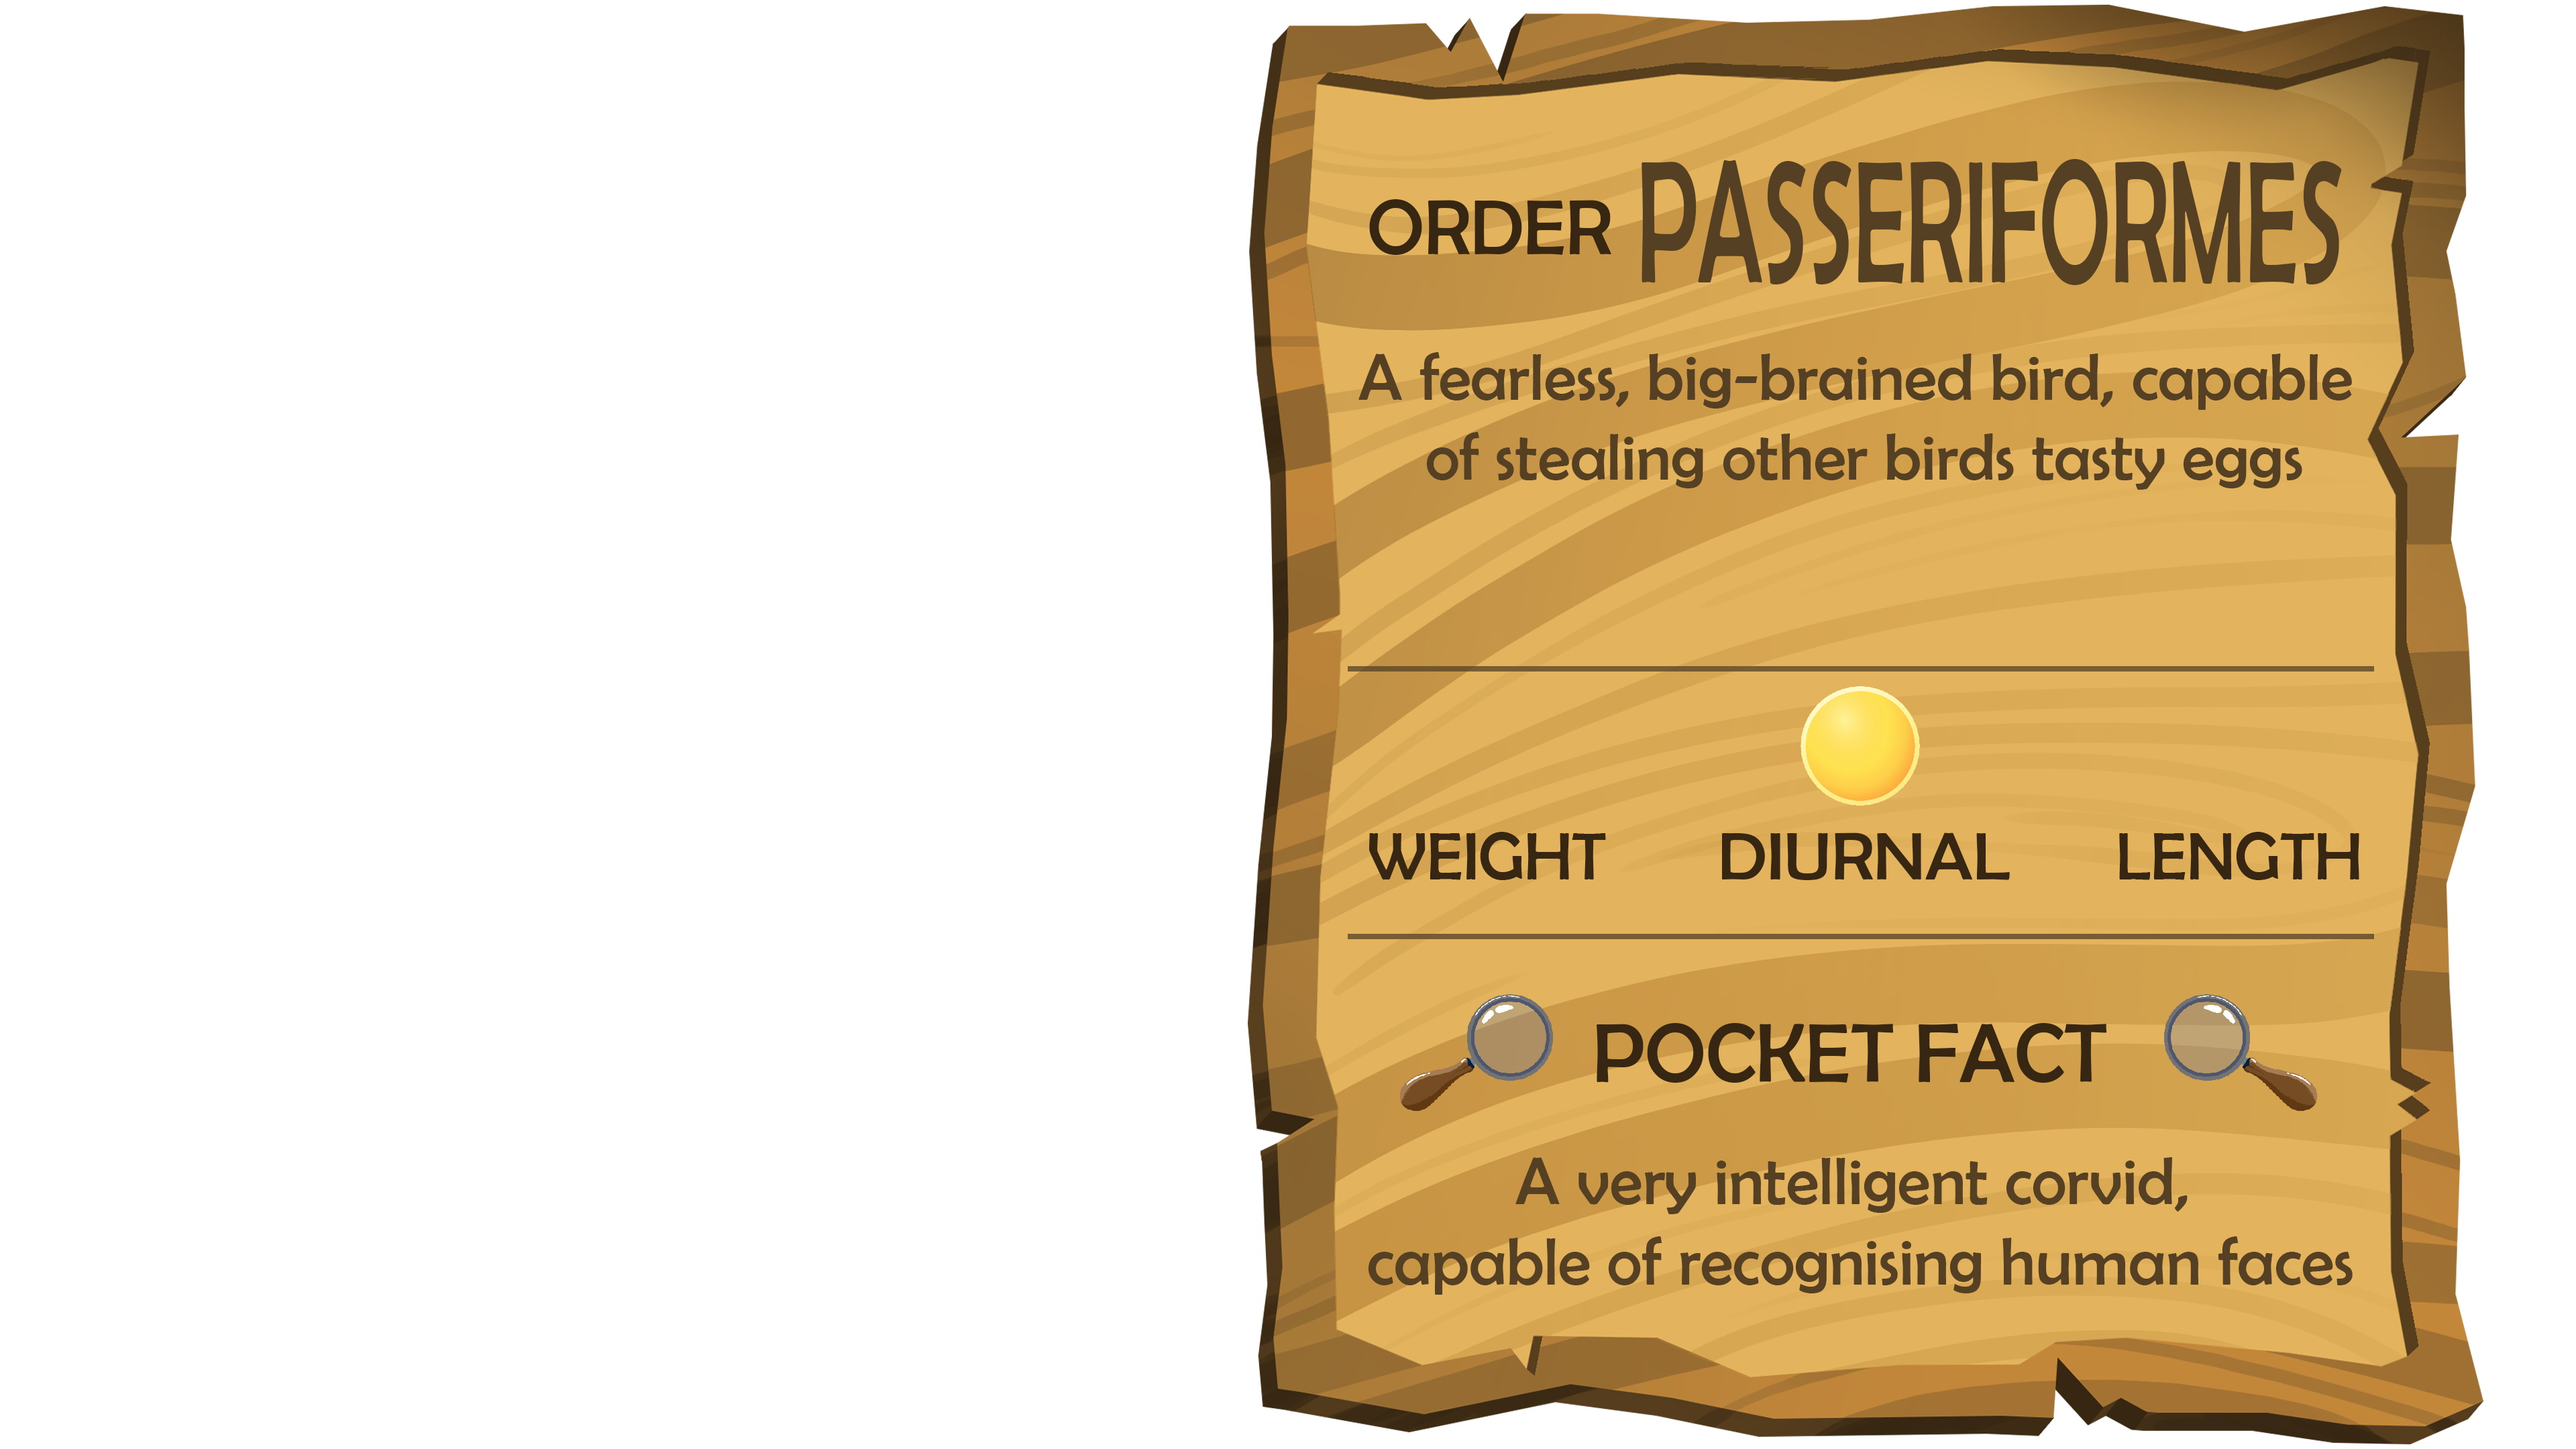 ORDER PASSERIFORMES
A fearless, big-brained bird, capable
of stealing other birds tasty eggs
WEIGHT DIURNAL LENGTH
POCKET FACT
A very intelligent corvid,
capable of recognising human faces